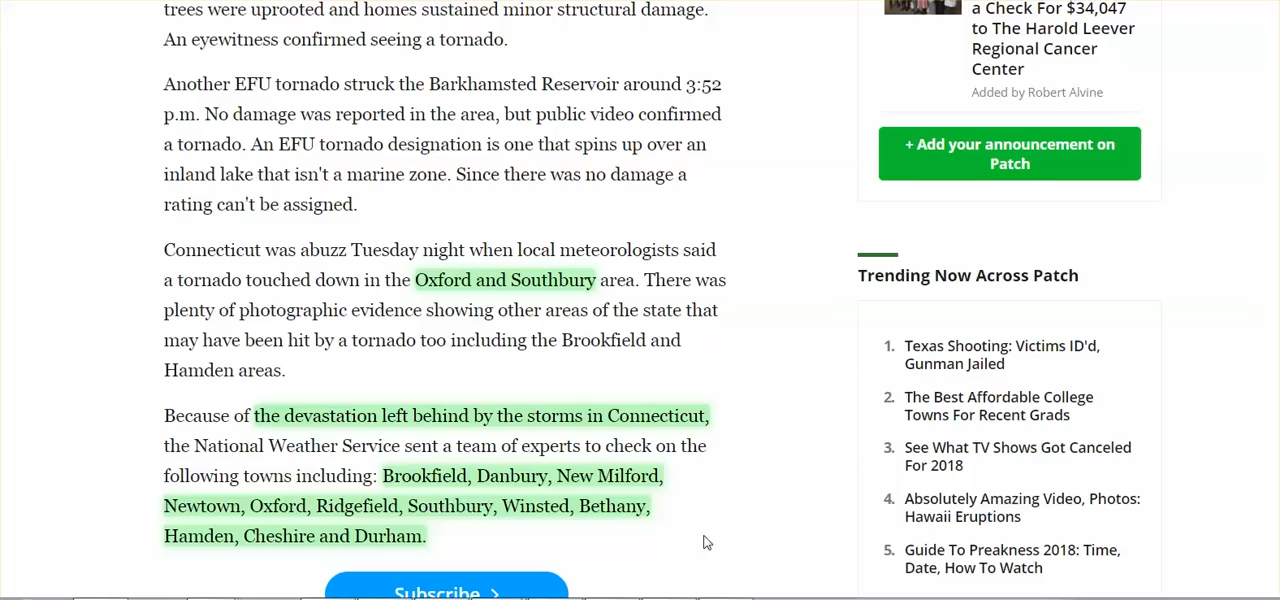 trees were uprooted and homes sustained minor structural damage.
An eyewitness confirmed seeing a tornado.
Another EFU tornado struck the Barkhamsted Reservoir around 3:52
p.m. No damage was reported in the area, but public video confirmed
a tornado. An EFU tornado designation is one that spins up over an
inland lake that isn't a marine zone. Since there was no damage a
rating can't be assigned.
Connecticut was abuzz Tuesday night when local meteorologists said
a tornado touched down in the Oxford and Southbury area. There was
plenty of photographic evidence showing other areas of the state that
may have been hit by a tornado too including the Brookfield and
Hamden areas.
Because of the devastation left behind by the storms in Connecticut,
the National Weather Service sent a team of experts to check on the
following towns including: Brookfield, Danbury, New Milford,
Newtown, Oxford, Ridgefield, Southbury, Winsted, Bethany,
Hamden, Cheshire and Durham.
Subscribe >
a Check For $34,047
to The Harold Leever
Regional Cancer
Center
Added by Robert Alvine
+ Add your announcement on
Patch
Trending Now Across Patch
1. Texas Shooting: Victims ID'd,
Gunman Jailed
2. The Best Affordable College
Towns For Recent Grads
3. See What TV Shows Got Canceled
For 2018
4. Absolutely Amazing Video, Photos:
Hawaii Eruptions
5. Guide To Preakness 2018: Time,
Date, How To Watch